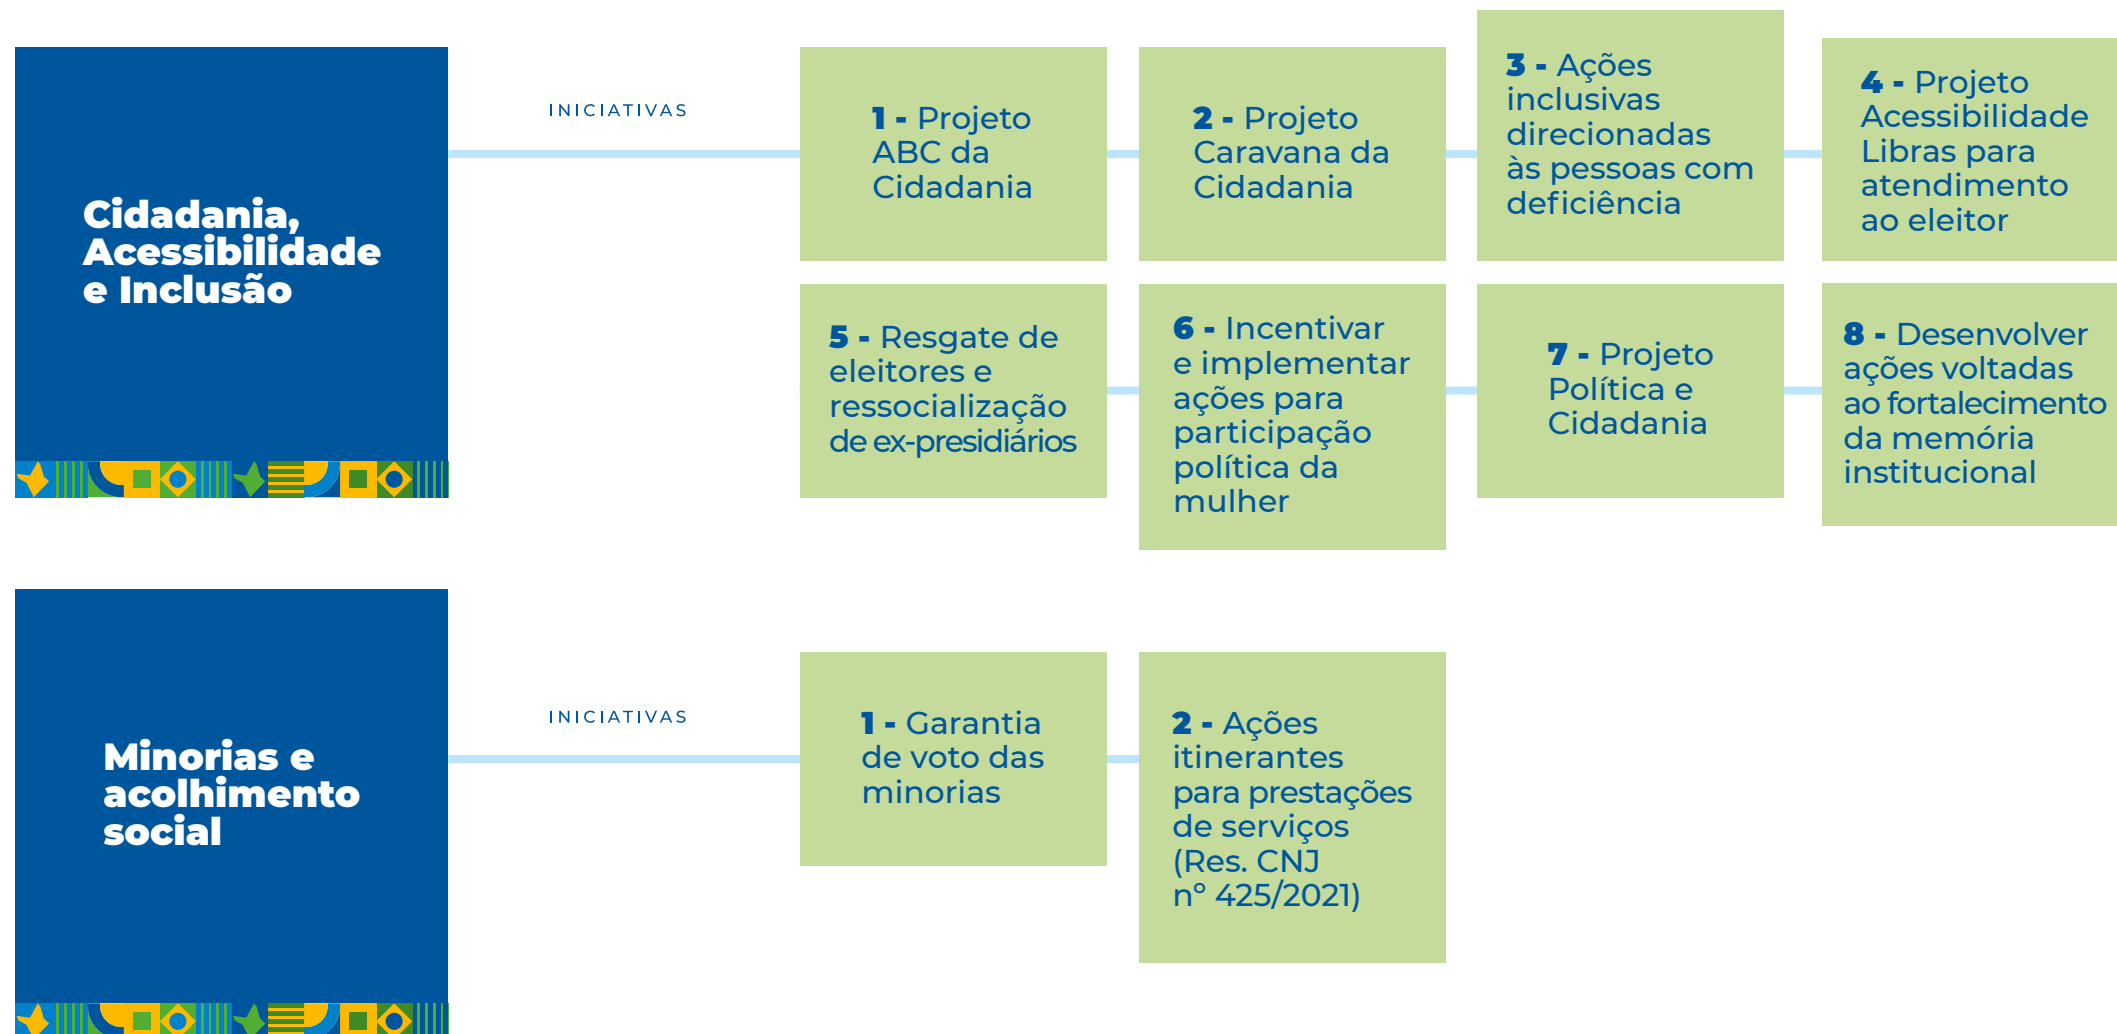 Cidadania,
Acessibilidade
e Inclusão
INICIATIVAS
1 - Projeto
ABC da
Cidadania
2 - Projeto
Caravana da
Cidadania
3 - Ações
inclusivas
direcionadas
às pessoas com
deficiência
4 - Projeto
Acessibilidade
Libras para
atendimento
ao eleitor
5 - Resgate de
eleitores e
ressocialização
de ex-presidiários
6 - Incentivar
e implementar
ações para
participação
política da
mulher
7 - Projeto
Política e
Cidadania
8 - Desenvolver
ações voltadas
ao fortalecimento
da memória
institucional
Minorias e
acolhimento
social
INICIATIVAS
1 - Garantia
de voto das
minorias
2 - Ações
itinerantes
para prestações
de serviços
(Res. CNJ
nº 425/2021)